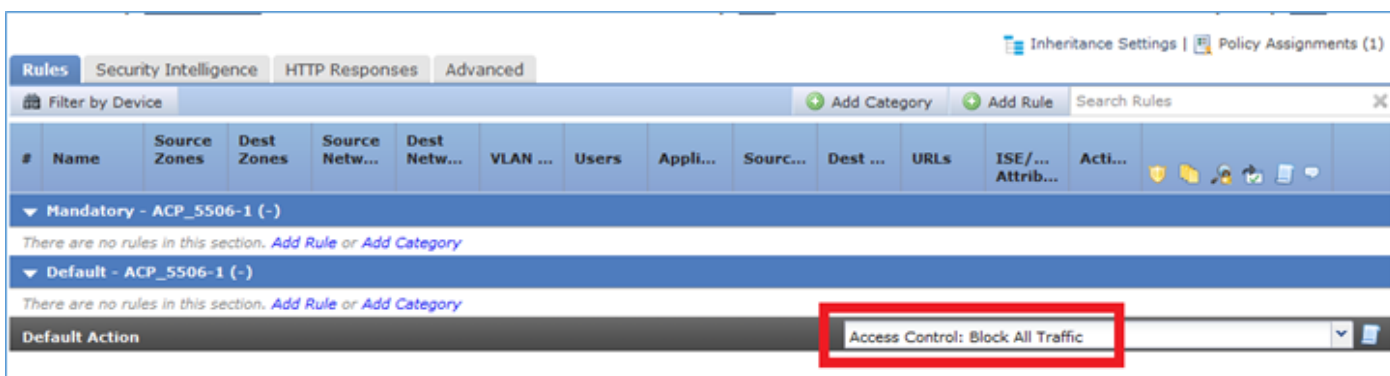 Inheritance Settings | Policy Assignments (1)
Rules Security Intelligence HTTP Responses Advanced
Filter by Device Add Category Add Rule Search Rules
# Name Source Zones Dest Zones Source Netw... Dest Netw... VLAN ... Users Appli... Sourc... Dest ... URLs ISE/... Attrib... Acti...
Mandatory - ACP_5506-1 (-)
There are no rules in this section. Add Rule or Add Category
Default - ACP_5506-1 (-)
There are no rules in this section. Add Rule or Add Category
Default Action Access Control: Block All Traffic